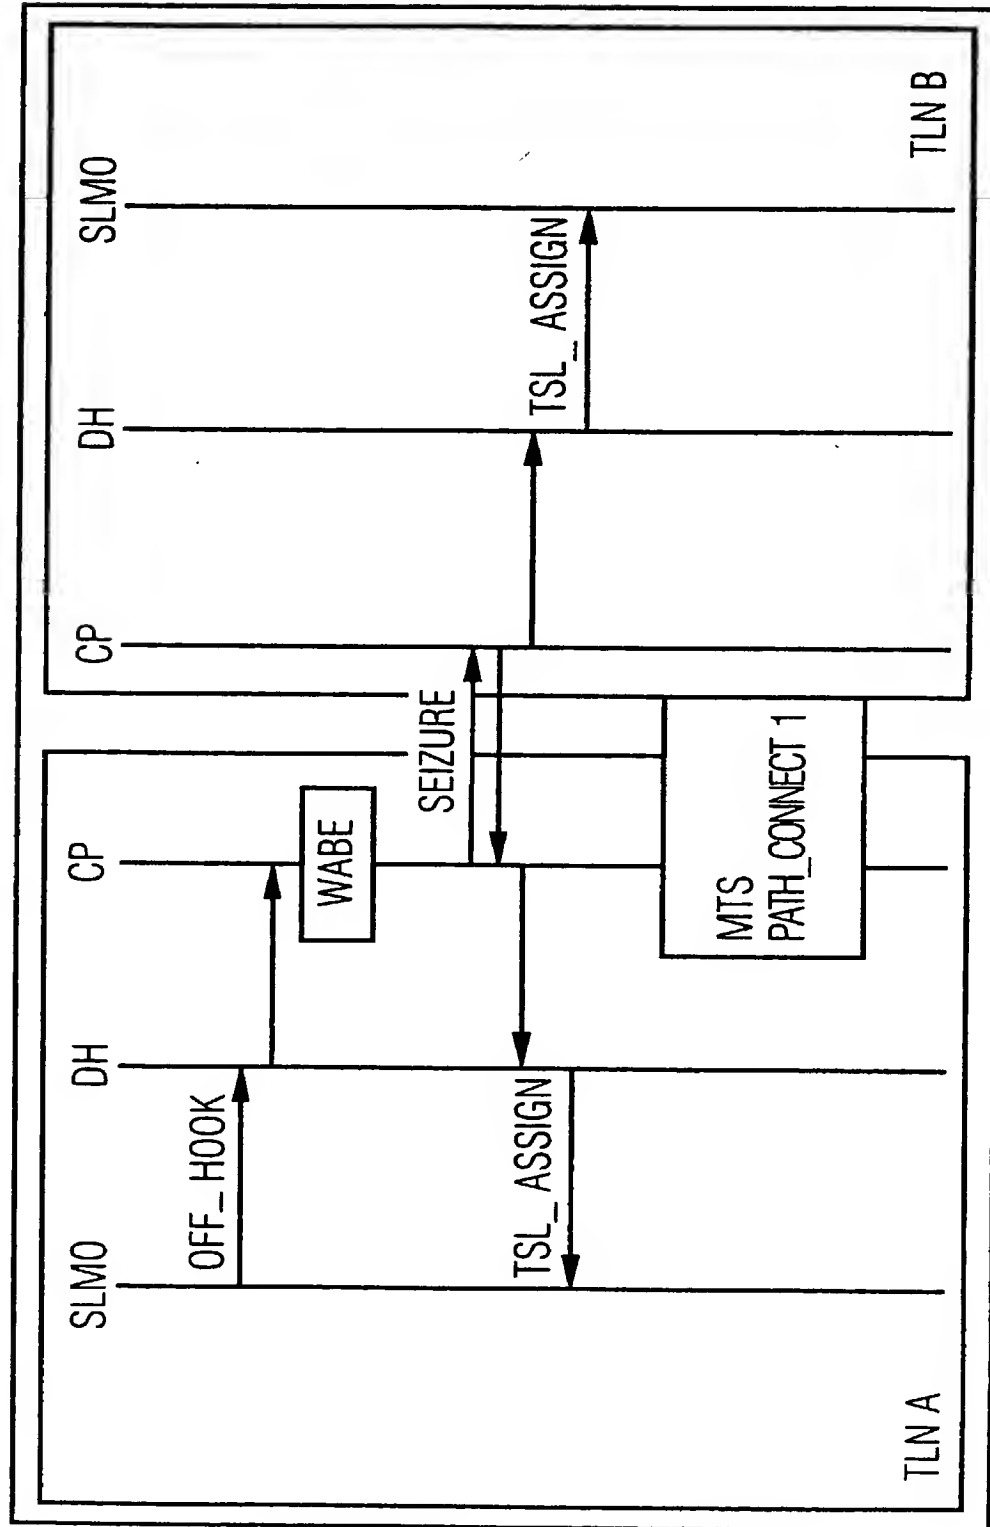 SLMO
DH
CP
CP
DH
SLMO
OFF_HOOK
WABE
SEIZURE
TSL_ASSIGN
TSL_ASSIGN
MTS
PATH_CONNECT 1
TLN A
TLN B